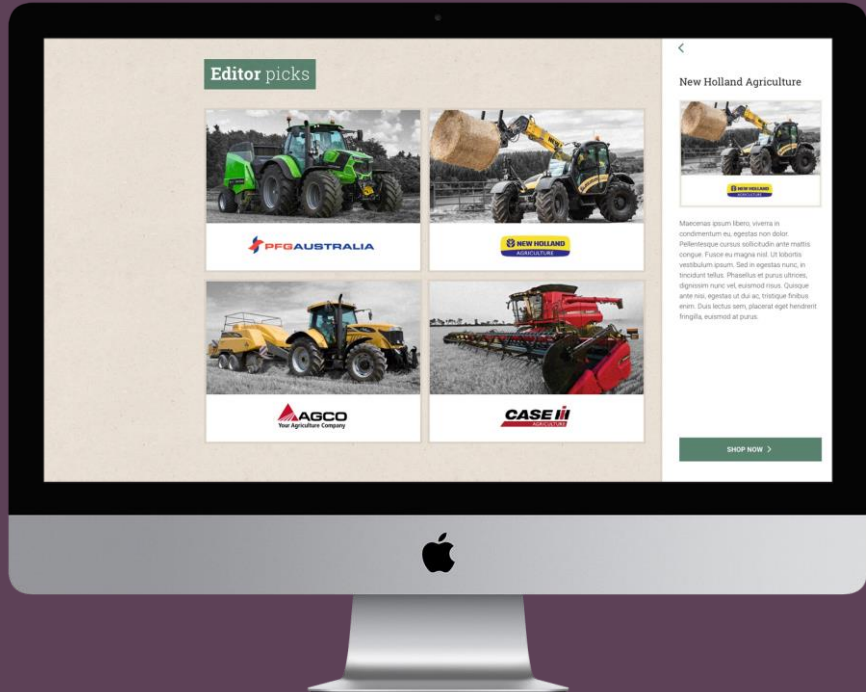 Editor picks
PFGAUSTRALIA
NEW HOLLAND
AGRICULTURE
AGCO
Your Agriculture Company
CASE IH
AGRICULTURE
New Holland Agriculture
NEW HOLLAND
AGRICULTURE
Maecenas ipsum libero, viverra in
condimentum eu, egestas non dolor.
Pellentesque cursus sollicitudin ante mattis
congue. Fusce eu magna nisl. Ut lobortis
vestibulum ipsum. Sed in egestas nunc, in
tincidunt tellus. Phasellus et purus ultrices,
dignissim nunc vel, euismod risus. Quisque
ante nisi, egestas ut dui ac, tristique finibus
enim. Duis lectus sem, placerat eget hendrerit
fringilla, euismod at purus.
SHOP NOW